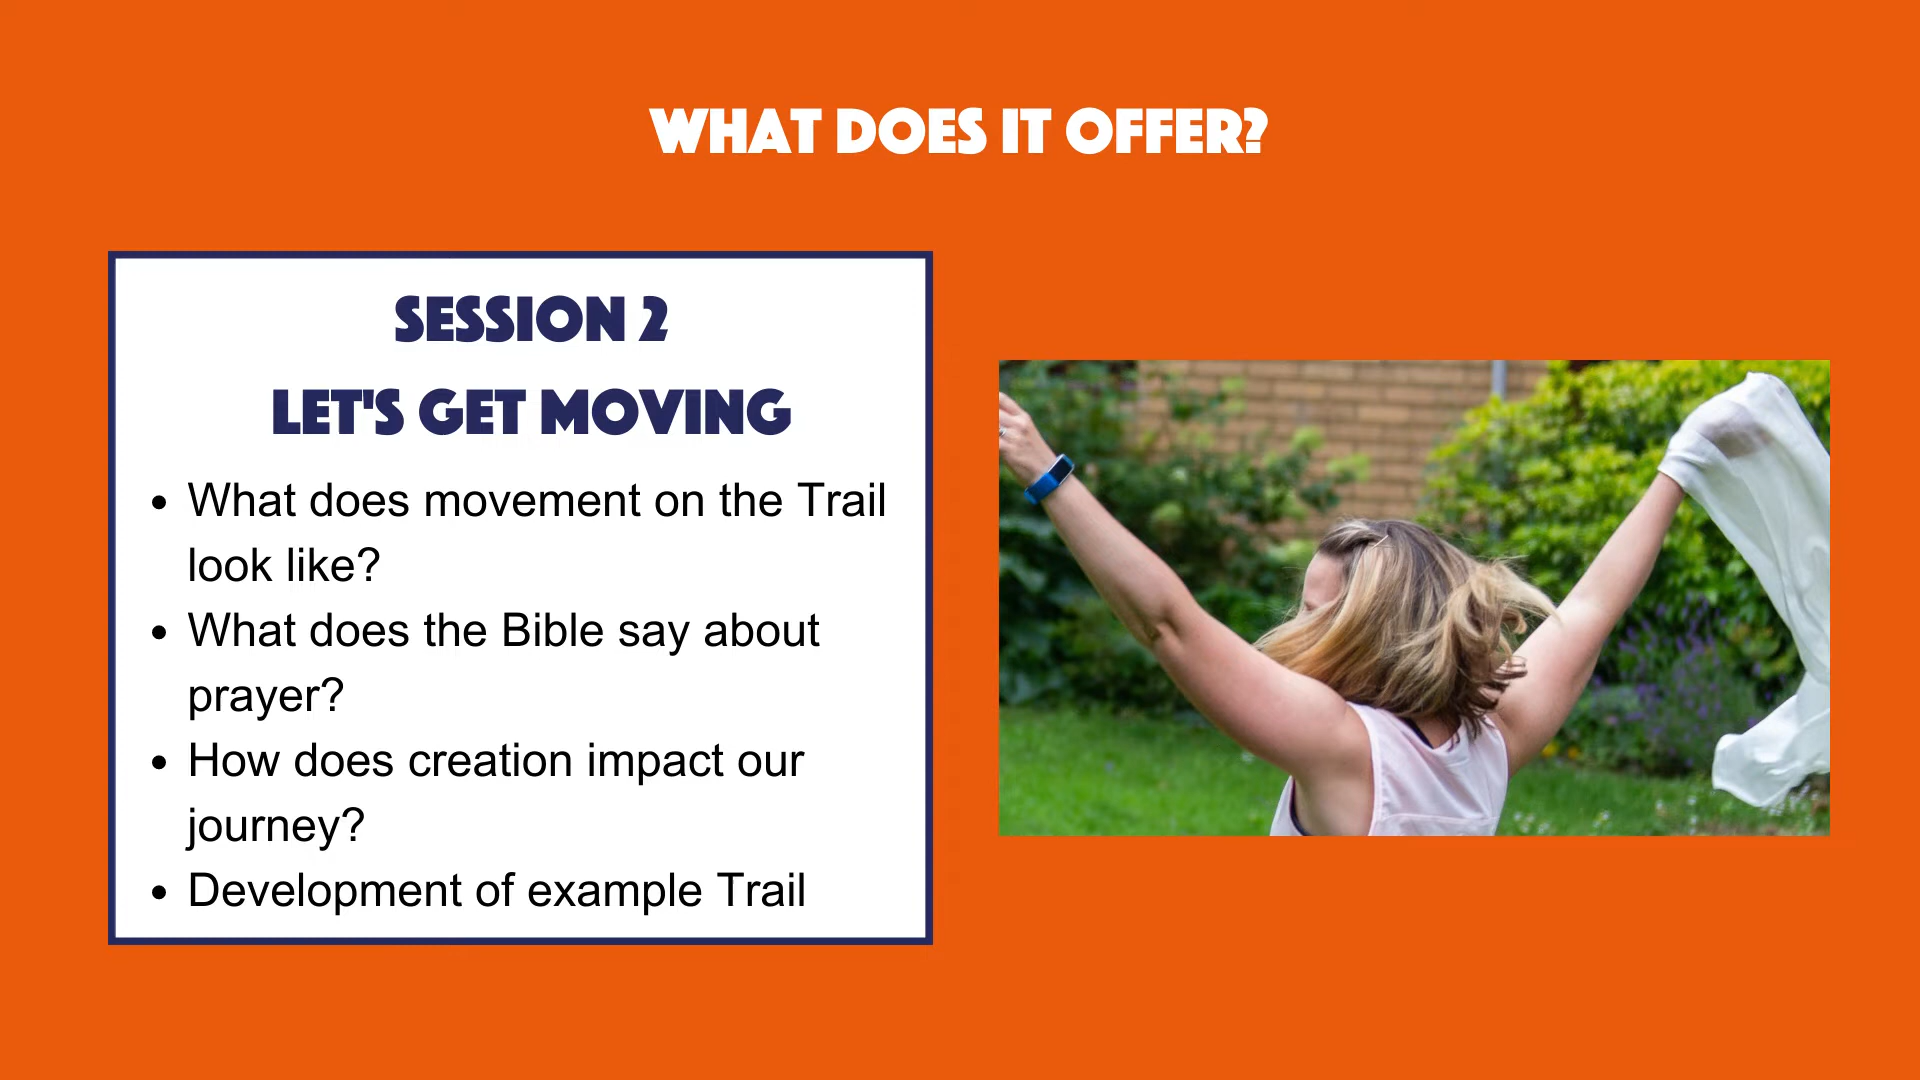 WHAT DOES IT OFFER?
SESSION 2
LET'S GET MOVING
• What does movement on the Trail
look like?
• What does the Bible say about
prayer?
• How does creation impact our
journey?
• Development of example Trail